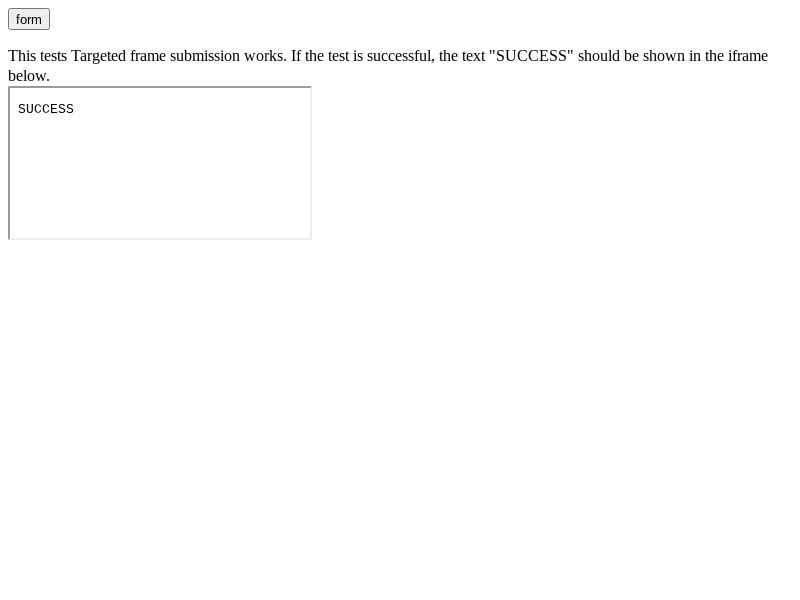 form
This tests Targeted frame submission works. If the test is successful, the text "SUCCESS" should be shown in the iframe
below.
SUCCESS